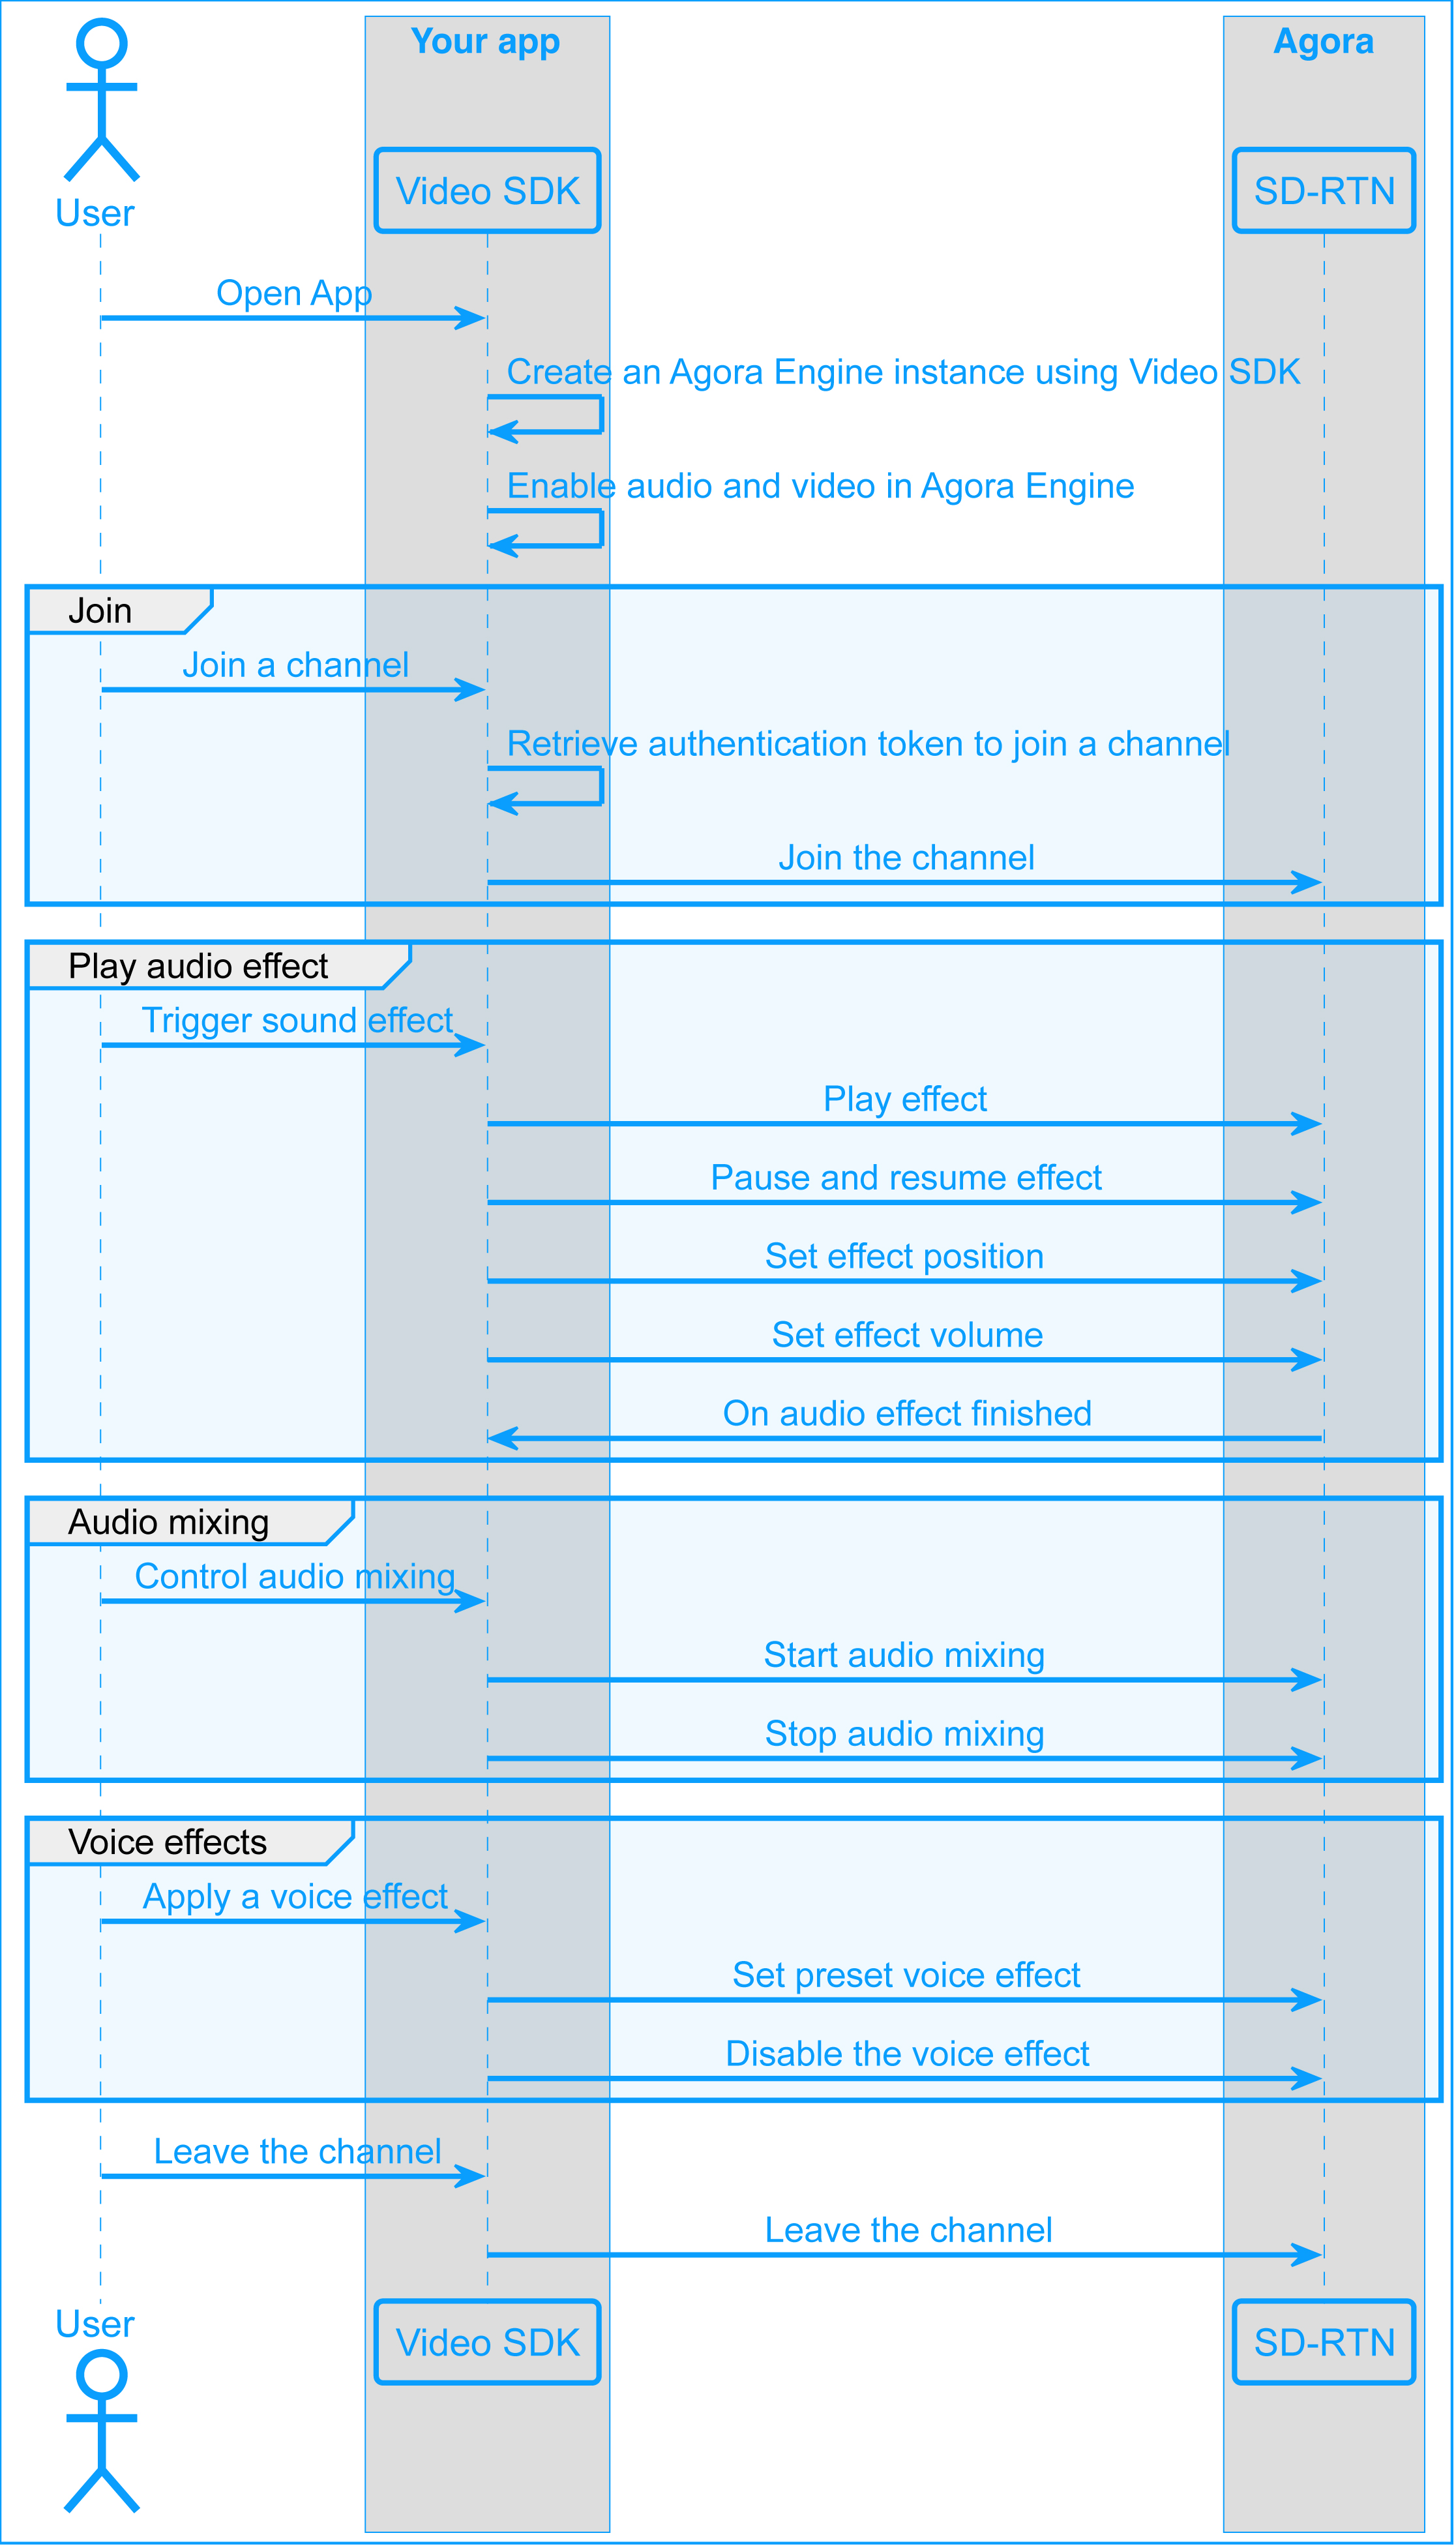 Your app
Agora
Video SDK
SD-RTN
User
Open App
Create an Agora Engine instance using Video SDK
Enable audio and video in Agora Engine
Join
Join a channel
Retrieve authentication token to join a channel
Join the channel
Play audio effect
Trigger sound effect
Play effect
Pause and resume effect
Set effect position
Set effect volume
On audio effect finished
Audio mixing
Control audio mixing
Start audio mixing
Stop audio mixing
Voice effects
Apply a voice effect
Set preset voice effect
Disable the voice effect
Leave the channel
Leave the channel
User
Video SDK
SD-RTN